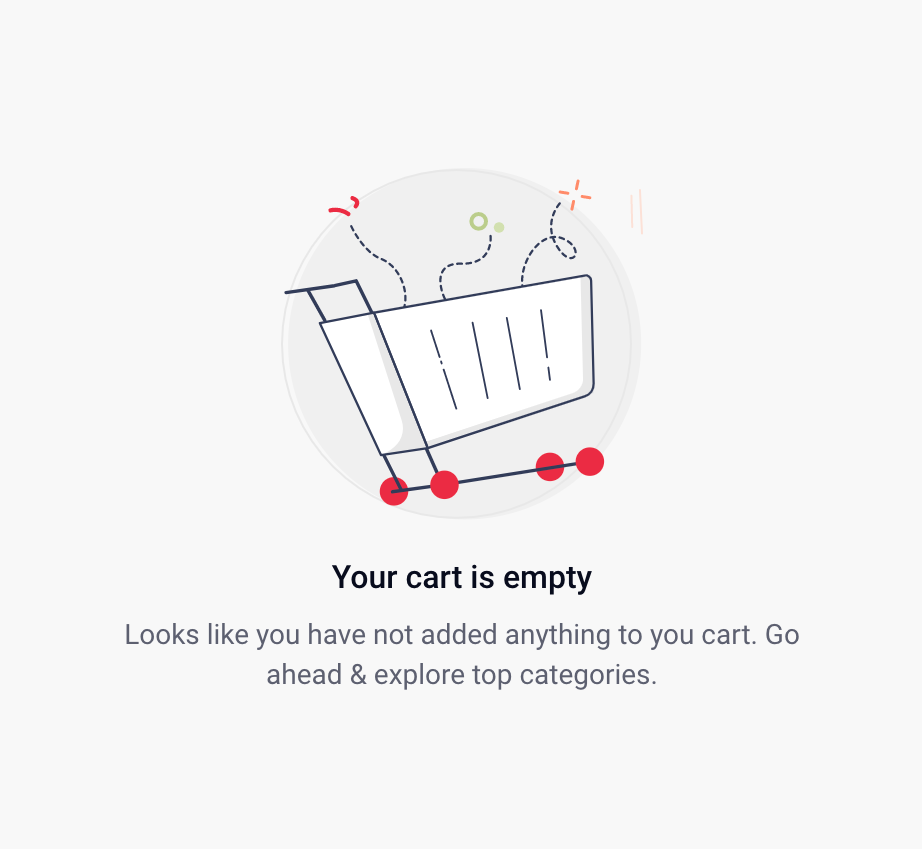 Your cart is empty
Looks like you have not added anything to you cart. Go
ahead & explore top categories.